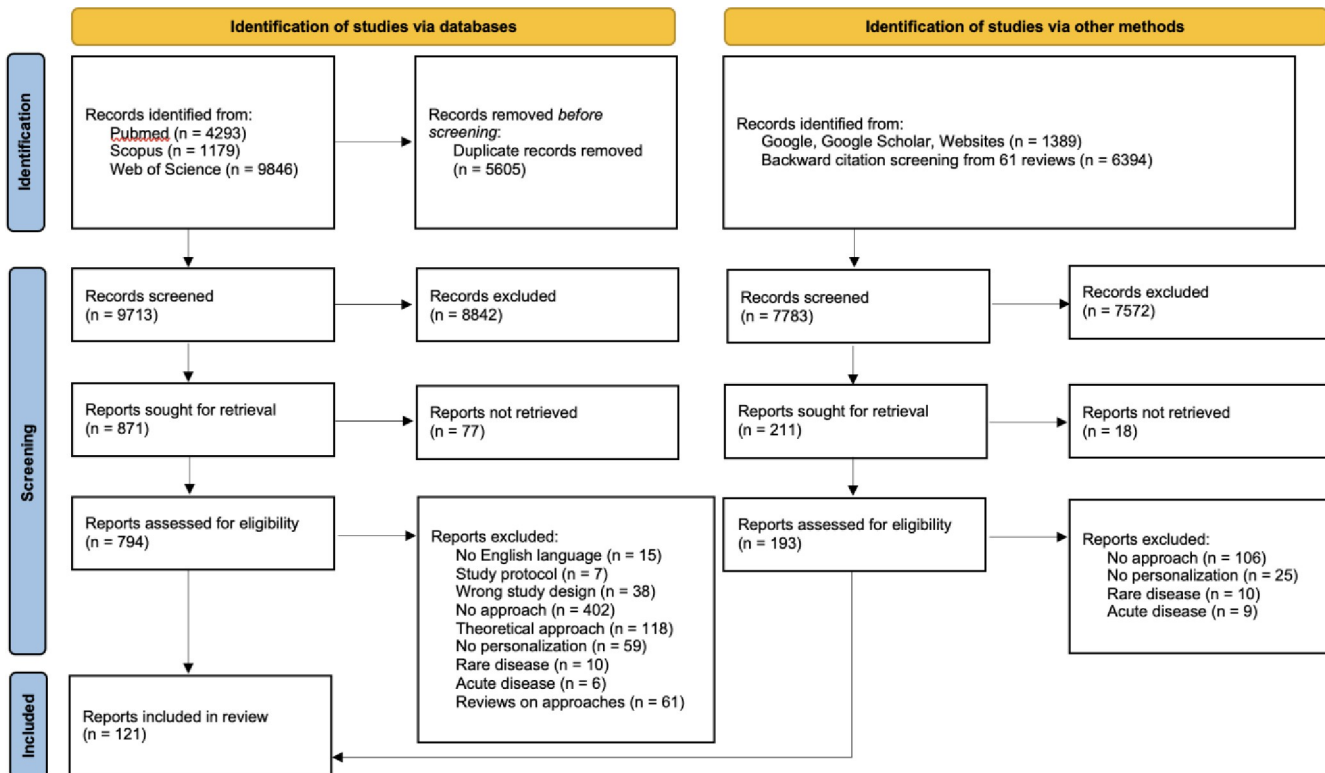 Identification of studies via databases
Identification of studies via other methods
Identification
Records identified from:
Pubmed (n = 4293)
Scopus (n = 1179)
Web of Science (n = 9846)
Records removed before
screening:
Duplicate records removed
(n = 5605)
Records identified from:
Google, Google Scholar, Websites (n = 1389)
Backward citation screening from 61 reviews (n = 6394)
Screening
Records screened
(n = 9713)
Records excluded
(n = 8842)
Records screened
(n = 7783)
Records excluded
(n = 7572)
Reports sought for retrieval
(n = 871)
Reports not retrieved
(n = 77)
Reports sought for retrieval
(n = 211)
Reports not retrieved
(n = 18)
Reports assessed for eligibility
(n = 794)
Reports excluded:
No English language (n = 15)
Study protocol (n = 7)
Wrong study design (n = 38)
No approach (n = 402)
Theoretical approach (n = 118)
No personalization (n = 59)
Rare disease (n = 10)
Acute disease (n = 6)
Reviews on approaches (n = 61)
Reports assessed for eligibility
(n = 193)
Reports excluded:
No approach (n = 106)
No personalization (n = 25)
Rare disease (n = 10)
Acute disease (n = 9)
Included
Reports included in review
(n = 121)